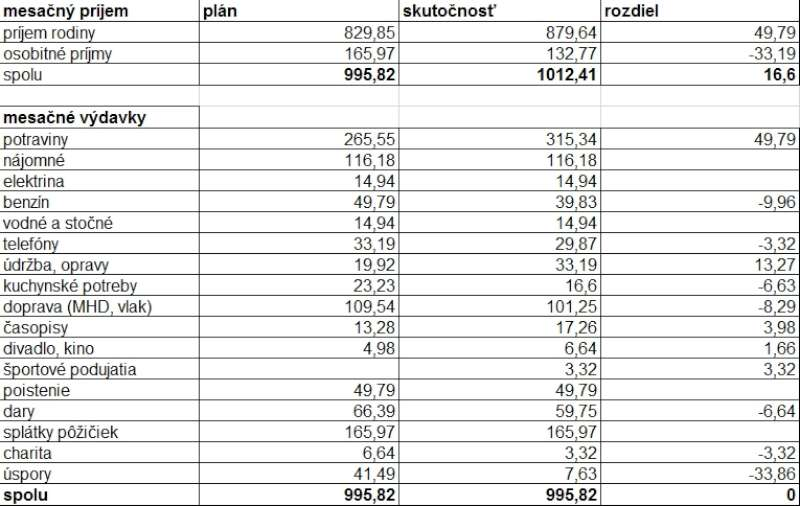 mesačný príjem plán skutočnosť rozdiel
príjem rodiny 829,85 879,64 49,79
osobitné príjmy 165,97 132,77 -33,19
spolu 995,82 1012,41 16,6
mesačné výdavky
potraviny 265,55 315,34 49,79
nájomné 116,18 116,18
elektrina 14,94 14,94
benzín 49,79 39,83 -9,96
vodné a stočné 14,94 14,94
telefóny 33,19 29,87 -3,32
údržba, opravy 19,92 33,19 13,27
kuchynské potreby 23,23 16,6 -6,63
doprava (MHD, vlak) 109,54 101,25 -8,29
časopisy 13,28 17,26 3,98
divadlo, kino 4,98 6,64 1,66
športové podujatia 3,32 3,32
poistenie 49,79 49,79
dary 66,39 59,75 -6,64
splátky pôžičiek 165,97 165,97
charita 6,64 3,32 -3,32
úspory 41,49 7,63 -33,86
spolu 995,82 995,82 0